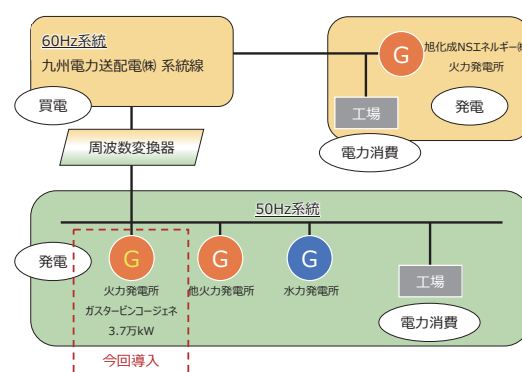 60Hz系統
九州電力送配電㈱ 系統線
買電
G
旭化成NSエネルギー㈱
火力発電所
発電
工場
電力消費
周波数変換器
50Hz系統
発電
G
G
G
火力発電所
他火力発電所
水力発電所
ガスタービンコージェネ
3.7万kW
工場
電力消費
今回導入